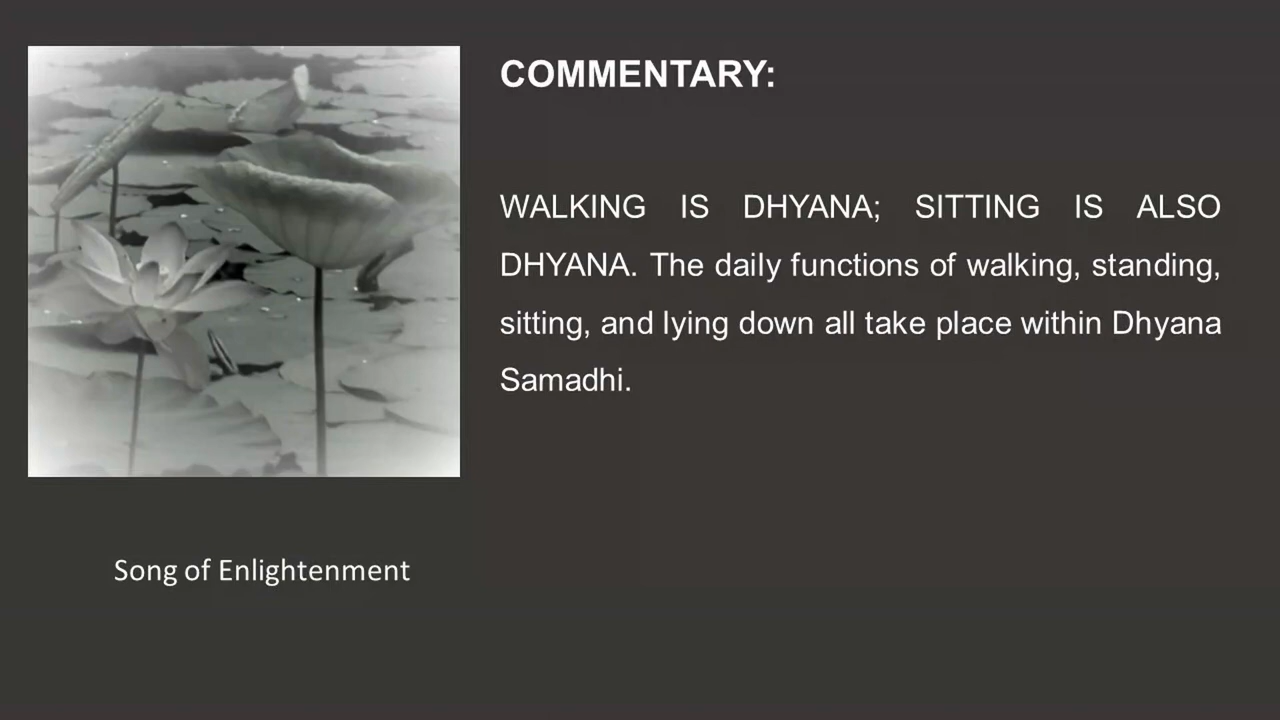 COMMENTARY:
WALKING IS DHYANA; SITTING IS ALSO
DHYANA. The daily functions of walking, standing,
sitting, and lying down all take place within Dhyana
Samadhi.
Song of Enlightenment